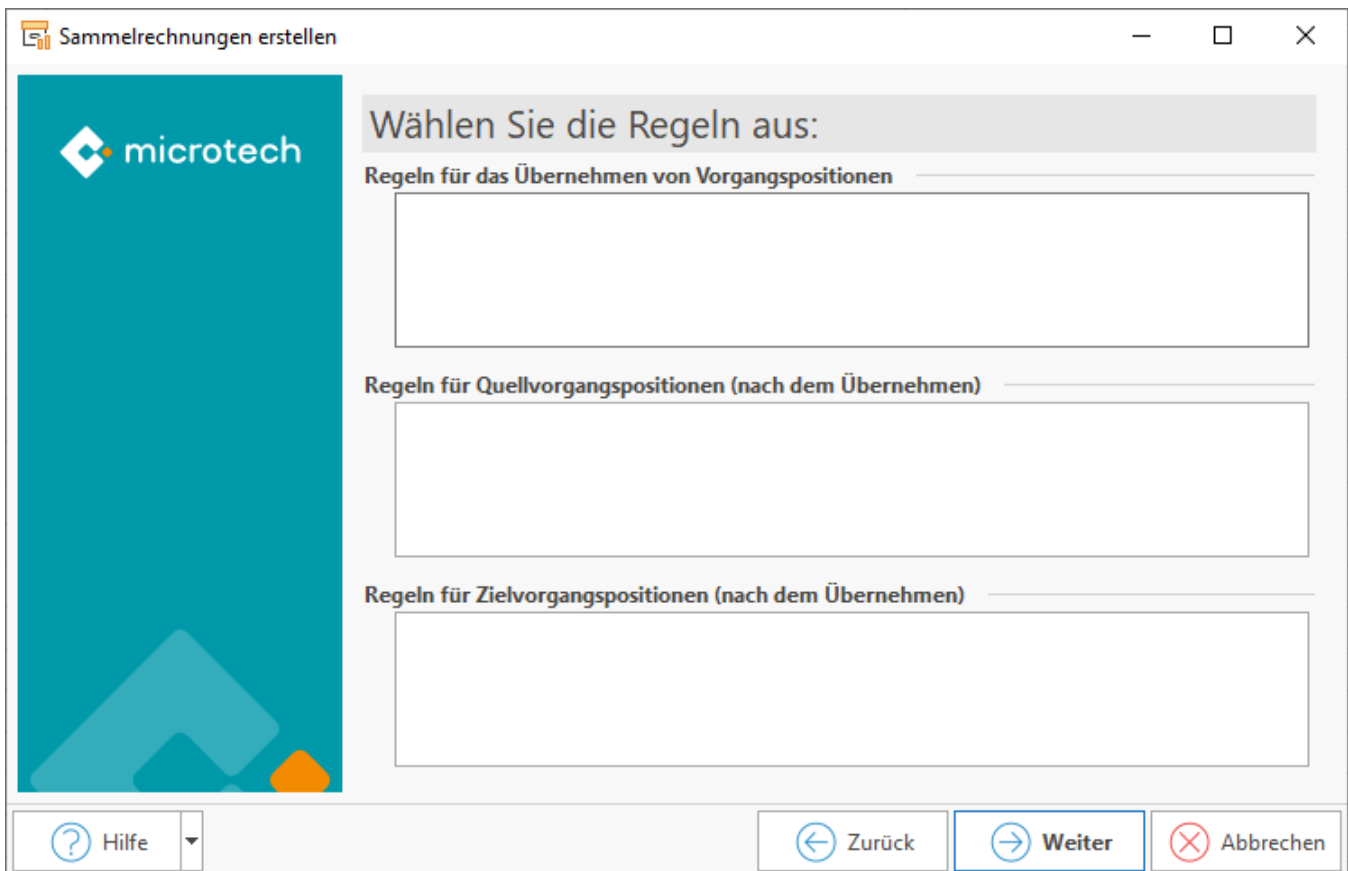 Sammelrechnungen erstellen
microtech
Wählen Sie die Regeln aus:
Regeln für das Übernehmen von Vorgangspositionen
Regeln für Quellvorgangspositionen (nach dem Übernehmen)
Regeln für Zielvorgangspositionen (nach dem Übernehmen)
Hilfe
Zurück
Weiter
Abbrechen